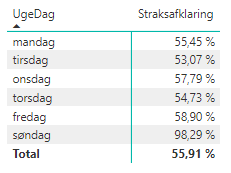 UgeDag Straksafklaring
mandag 55,45 %
tirsdag 53,07 %
onsdag 57,79 %
torsdag 54,73 %
fredag 58,90 %
søndag 98,29 %
Total 55,91 %